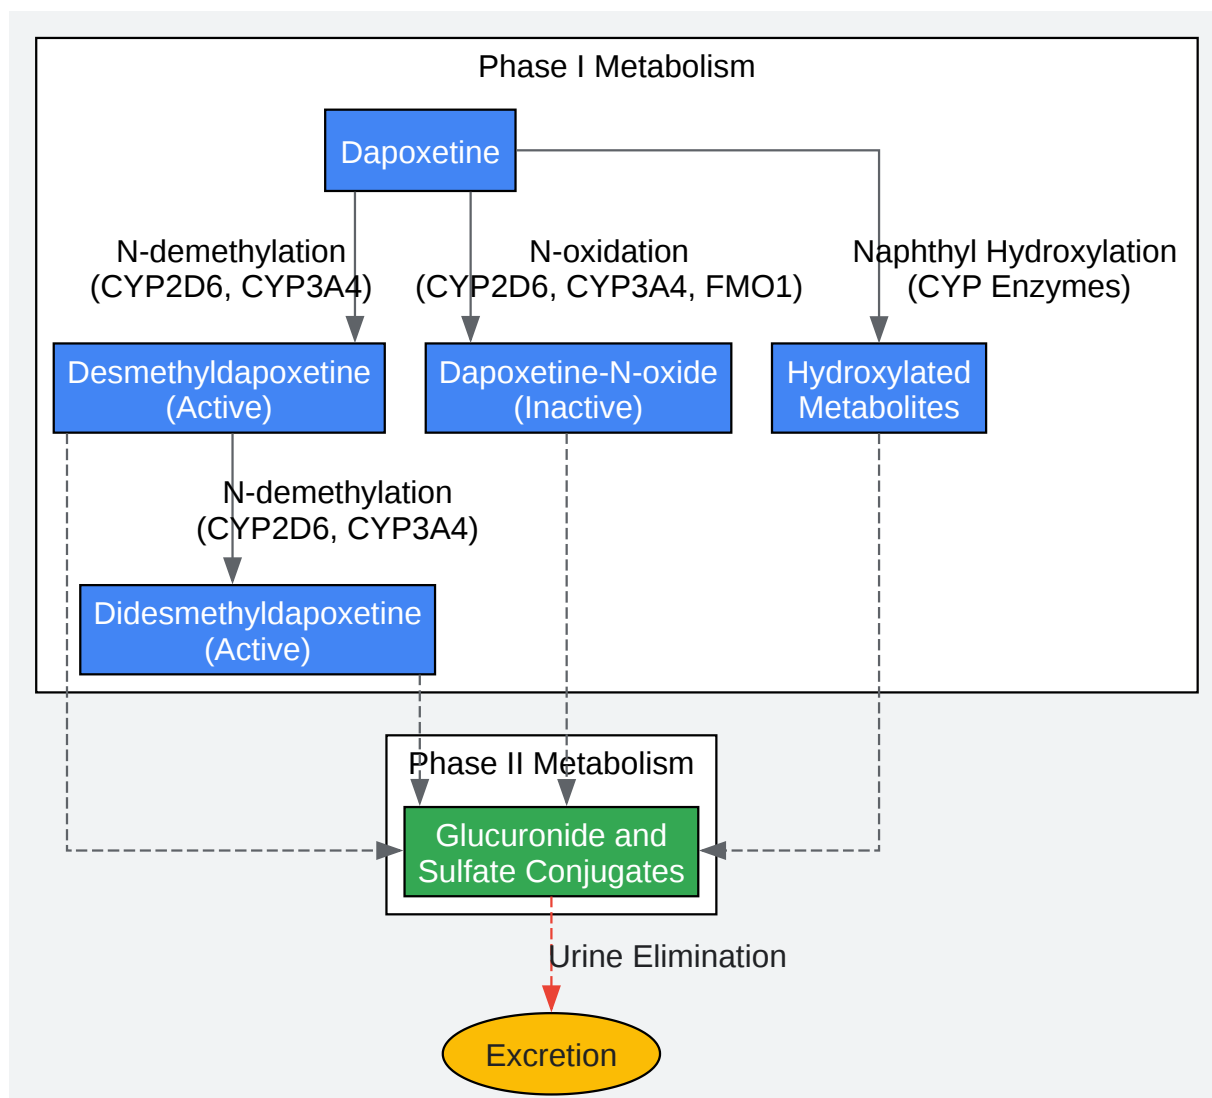 Phase I Metabolism
Dapoxetine
N-demethylation
(CYP2D6, CYP3A4)
N-oxidation
(CYP2D6, CYP3A4, FMO1)
Naphthyl Hydroxylation
(CYP Enzymes)
Desmethyldapoxetine
(Active)
Dapoxetine-N-oxide
(Inactive)
Hydroxylated
Metabolites
N-demethylation
(CYP2D6, CYP3A4)
Didesmethyldapoxetine
(Active)
Phase II Metabolism
Glucuronide and
Sulfate Conjugates
Urine Elimination
Excretion